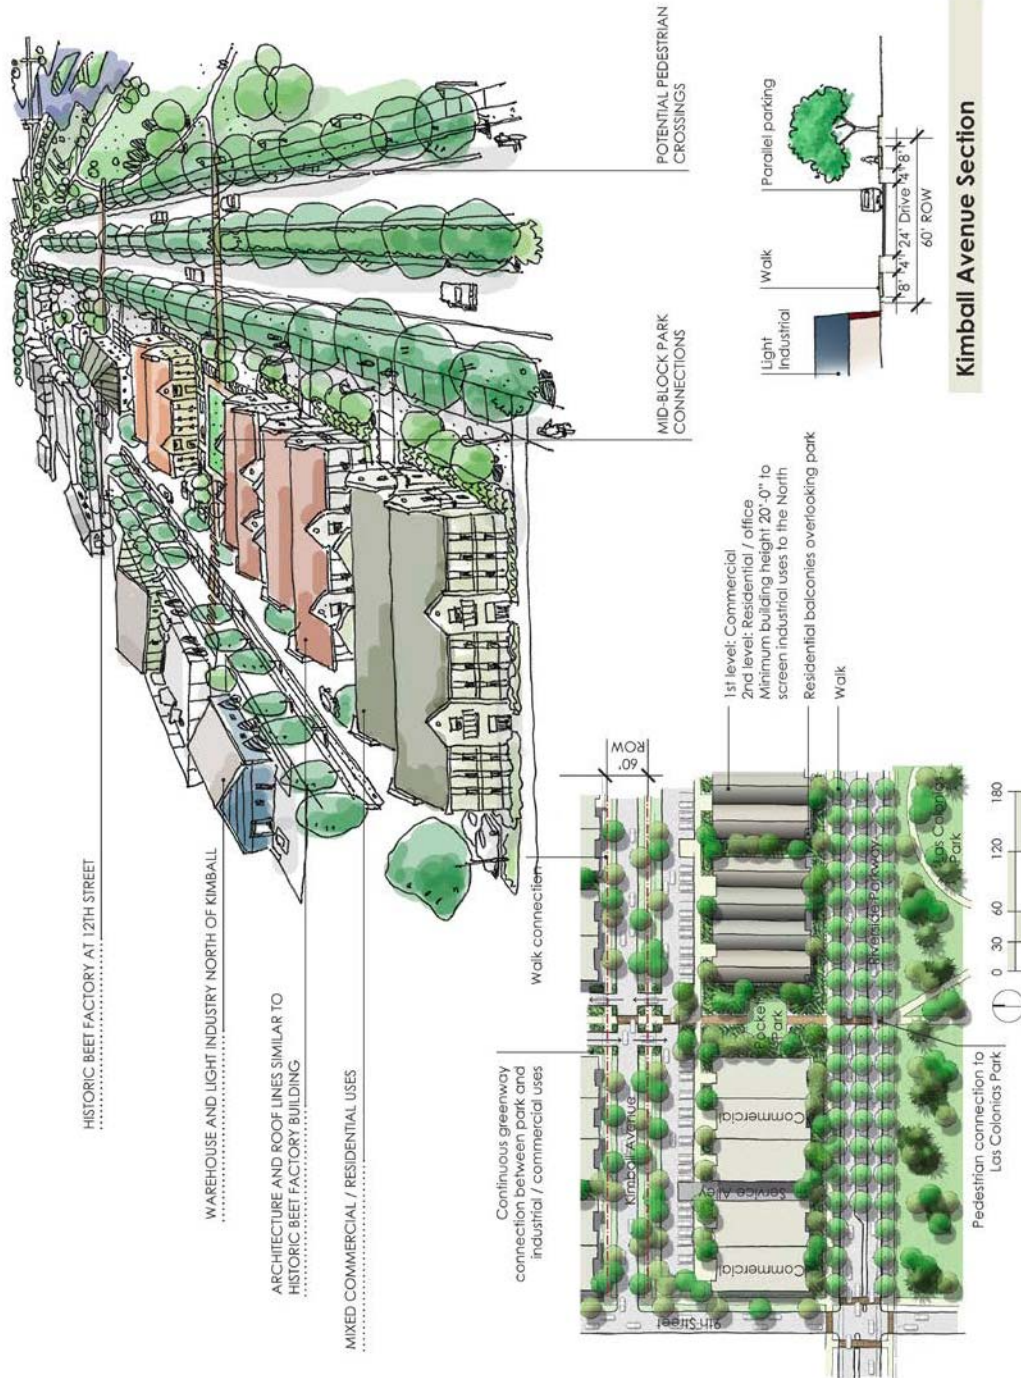 HISTORIC BEET FACTORY AT 12TH STREET
WAREHOUSE AND LIGHT INDUSTRY NORTH OF KIMBALL
ARCHITECTURE AND ROOF LINES SIMILAR TO
HISTORIC BEET FACTORY BUILDING
MIXED COMMERCIAL / RESIDENTIAL USES
MID-BLOCK PARK
CONNECTIONS
POTENTIAL PEDESTRIAN
CROSSINGS
Continuous greenway
connection between park and
industrial / commercial uses
Walk connection
60'
ROW
1st level: Commercial
2nd level: Residential / office
Minimum building height 20'-0" to
screen industrial uses to the North
Residential balconies overlooking park
Walk
9th Street
Kimball Avenue
Commercial
Service Alley
Commercial
Pocket
Park
Riverside Parkway
Las Colonias
Park
Pedestrian connection to
Las Colonias Park
0 30 60 120 180
Light
Industrial
Walk
Parallel parking
8' 4' 24' Drive 4' 8'
60' ROW
Kimball Avenue Section